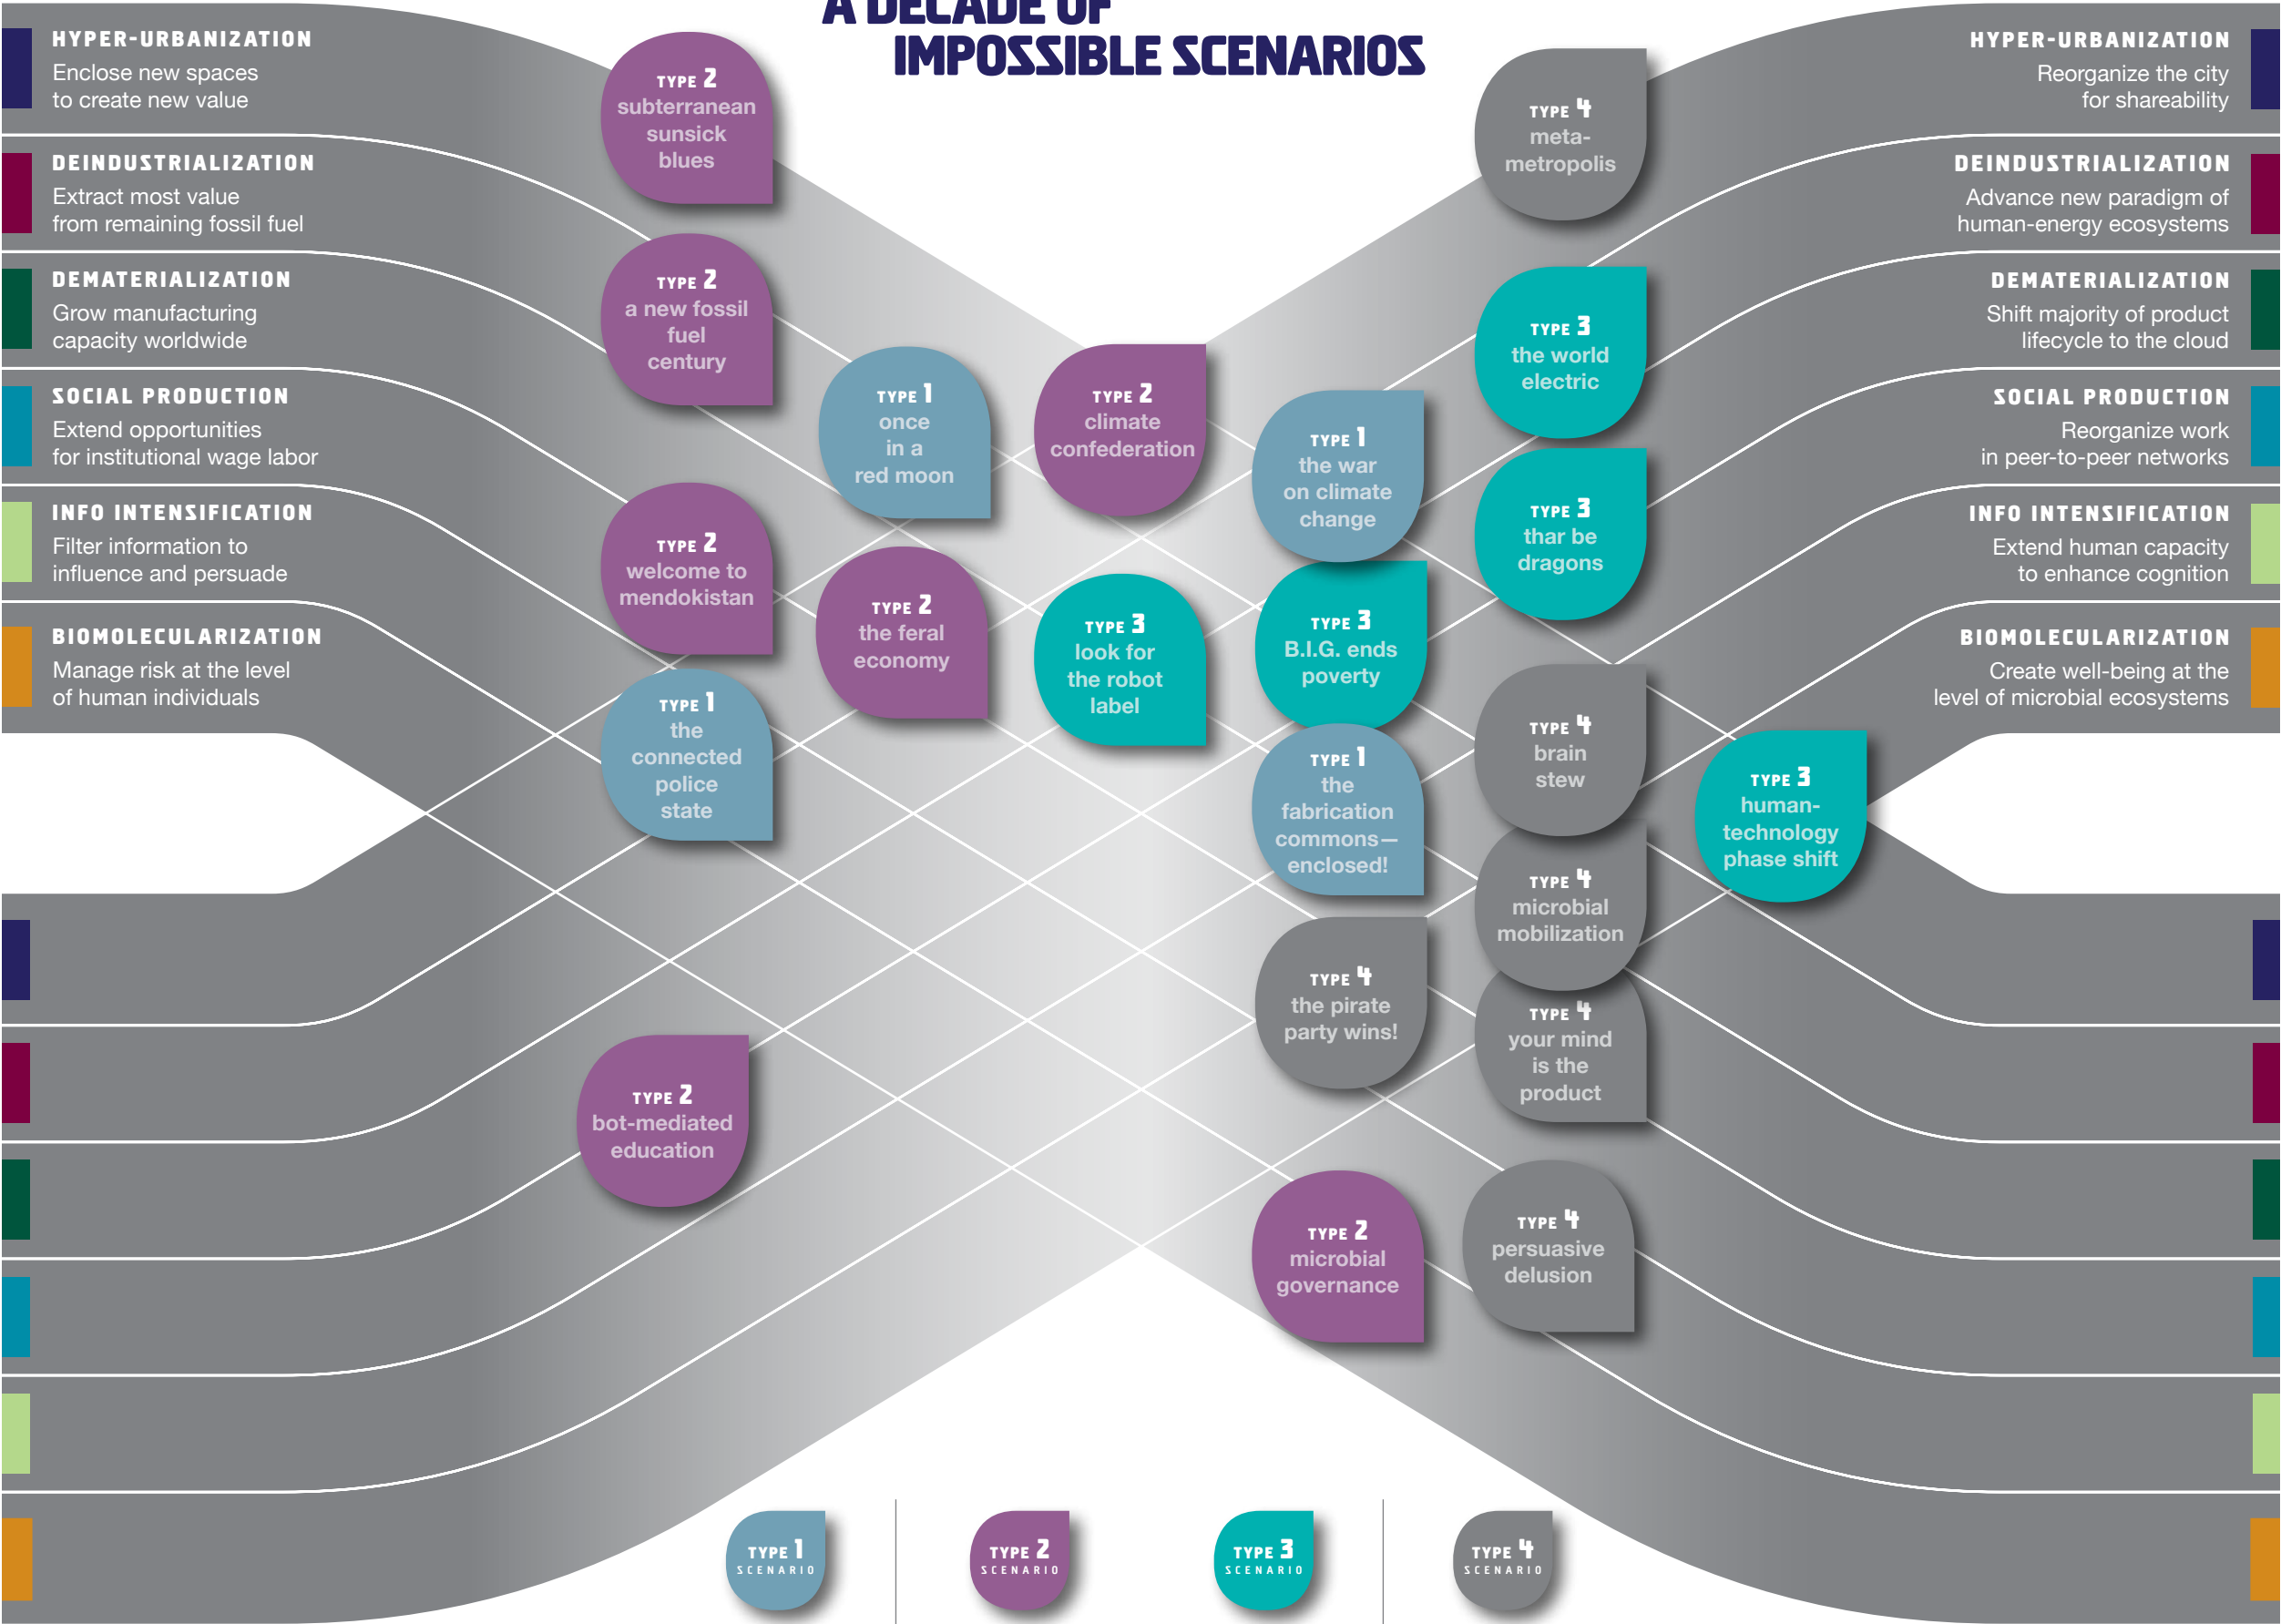 A DECADE OF
IMPOSSIBLE SCENARIOS
HYPER-URBANIZATION
Enclose new spaces
to create new value
DEINDUSTRIALIZATION
Extract most value
from remaining fossil fuel
DEMATERIALIZATION
Grow manufacturing
capacity worldwide
SOCIAL PRODUCTION
Extend opportunities
for institutional wage labor
INFO INTENSIFICATION
Filter information to
influence and persuade
BIOMOLECULARIZATION
Manage risk at the level
of human individuals
TYPE 2
subterranean
sunsick
blues
TYPE 2
a new fossil
fuel
century
TYPE 2
welcome to
mendokistan
TYPE 1
the
connected
police
state
TYPE 2
bot-mediated
education
TYPE 1
once
in a
red moon
TYPE 2
the feral
economy
TYPE 2
climate
confederation
TYPE 3
look for
the robot
label
TYPE 1
the war
on climate
change
TYPE 3
B.I.G. ends
poverty
TYPE 1
the
fabrication
commons—
enclosed!
TYPE 4
the pirate
party wins!
TYPE 2
microbial
governance
TYPE 4
meta-
metropolis
TYPE 3
the world
electric
TYPE 3
thar be
dragons
TYPE 4
brain
stew
TYPE 4
microbial
mobilization
TYPE 4
your mind
is the
product
TYPE 4
persuasive
delusion
TYPE 3
human-
technology
phase shift
HYPER-URBANIZATION
Reorganize the city
for shareability
DEINDUSTRIALIZATION
Advance new paradigm of
human-energy ecosystems
DEMATERIALIZATION
Shift majority of product
lifecycle to the cloud
SOCIAL PRODUCTION
Reorganize work
in peer-to-peer networks
INFO INTENSIFICATION
Extend human capacity
to enhance cognition
BIOMOLECULARIZATION
Create well-being at the
level of microbial ecosystems
TYPE 1
SCENARIO
TYPE 2
SCENARIO
TYPE 3
SCENARIO
TYPE 4
SCENARIO